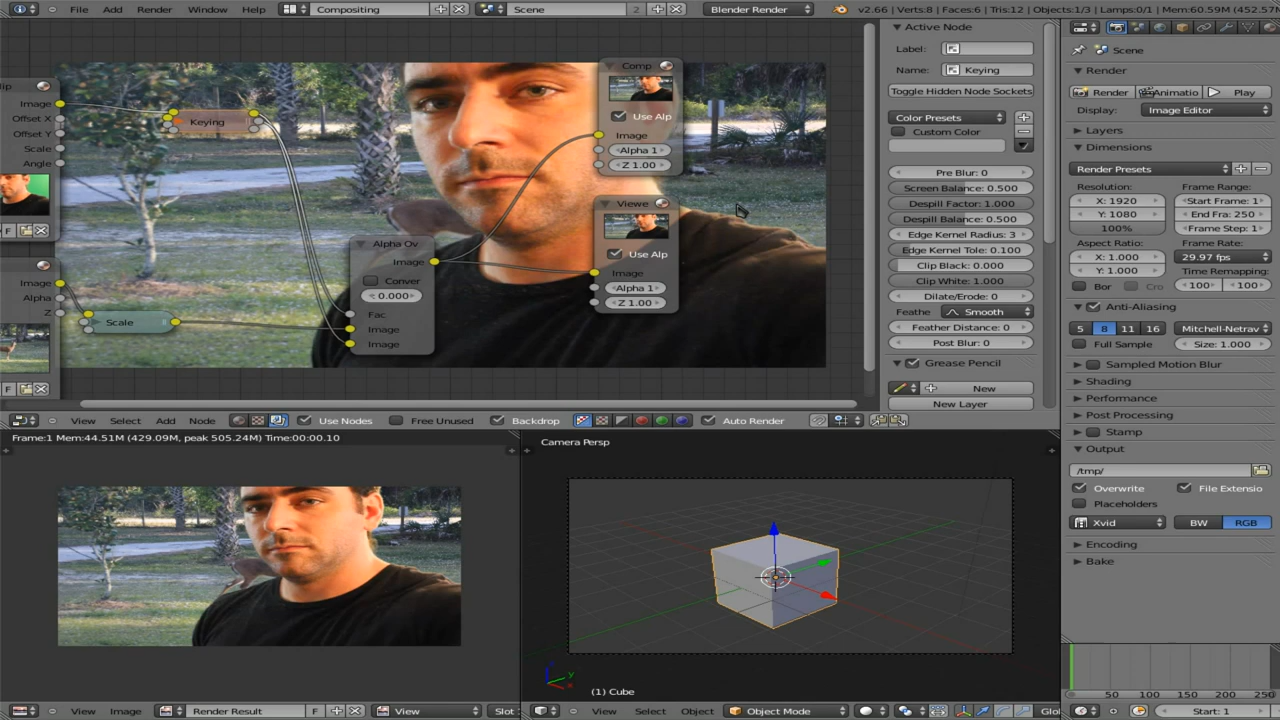 File Add Render Window Help Compositing Scene 2 Blender Render v2.66 | Verts:8 | Faces:6 | Tris:12 | Objects:1/3 | Lamps:0/1 | Mem:60.59M (452.57M
lip
Image
Offset X
Offset Y
Scale
Angle
F
Image
Alpha
Z
F
Keying
Scale
Alpha Ov
Image
Conver
0.000
Fac
Image
Image
Comp
Use Alp
Image
Alpha 1
Z 1.00
Viewe
Use Alp
Image
Alpha 1
Z 1.00
Active Node
Label:
Name: Keying
Toggle Hidden Node Sockets
Color Presets
Custom Color
Pre Blur: 0
Screen Balance: 0.500
Despill Factor: 1.000
Despill Balance: 0.500
Edge Kernel Radius: 3
Edge Kernel Tole: 0.100
Clip Black: 0.000
Clip White: 1.000
Dilate/Erode: 0
Feathe Smooth
Feather Distance: 0
Post Blur: 0
Grease Pencil
New
New Layer
View Select Add Node Use Nodes Free Unused Backdrop Auto Render
Frame:1 Mem:44.51M (429.09M, peak 505.24M) Time:00:00.10
View Image Render Result F View Slot
Camera Persp
(1) Cube
View Select Object Object Mode Glo
Scene
Render
Render Animatio Play
Display: Image Editor
Layers
Dimensions
Render Presets
Resolution: Frame Range:
X: 1920 Start Frame: 1
Y: 1080 End Fra: 250
100% Frame Step: 1
Aspect Ratio: Frame Rate:
X: 1.000 29.97 fps
Y: 1.000 Time Remapping:
Bor Cro 100 100
Anti-Aliasing
5 8 11 16 Mitchell-Netrav
Full Sample Size: 1.000
Sampled Motion Blur
Shading
Performance
Post Processing
Stamp
Output
/tmp/
Overwrite File Extensio
Placeholders
Xvid BW RGB
Encoding
Bake
0 50 100 150 200 250
Start: 1